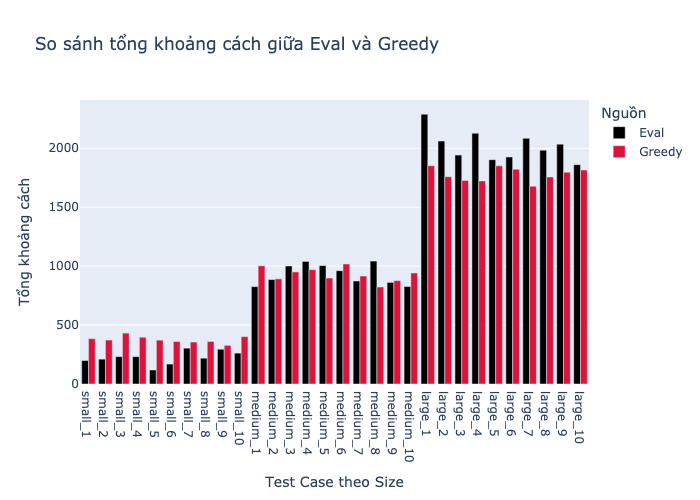 So sánh tổng khoảng cách giữa Eval và Greedy
Nguồn
Eval
Greedy
Tổng khoảng cách
2000
1500
1000
500
0
small_1
small_2
small_3
small_4
small_5
small_6
small_7
small_8
small_9
small_10
medium_1
medium_2
medium_3
medium_4
medium_5
medium_6
medium_7
medium_8
medium_9
medium_10
large_1
large_2
large_3
large_4
large_5
large_6
large_7
large_8
large_9
large_10
Test Case theo Size